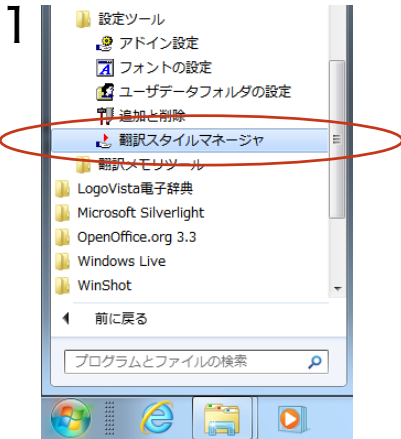 1
設定ツール
アドイン設定
フォントの設定
ユーザデータフォルダの設定
追加と削除
翻訳スタイルマネージャ
翻訳メモリツール
LogoVista電子辞典
Microsoft Silverlight
OpenOffice.org 3.3
Windows Live
WinShot
前に戻る
プログラムとファイルの検索